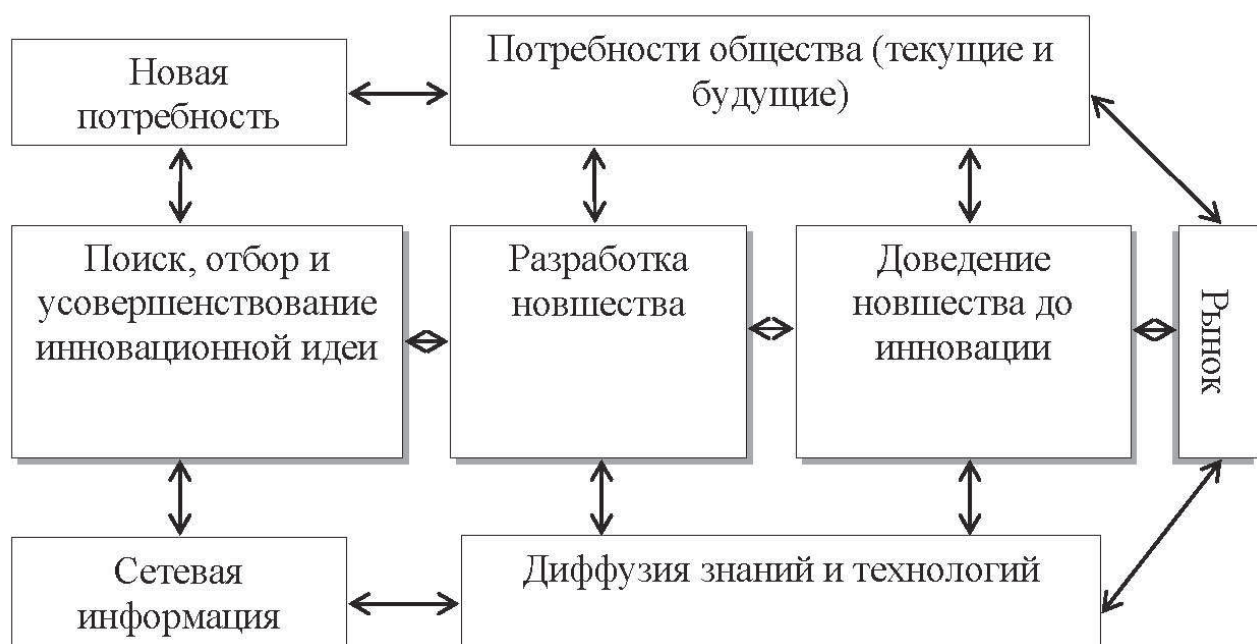 Новая
потребность
Потребности общества (текущие и
будущие)
Поиск, отбор и
усовершенствование
инновационной идеи
Разработка
новшества
Доведение
новшества до
инновации
Рынок
Сетевая
информация
Диффузия знаний и технологий